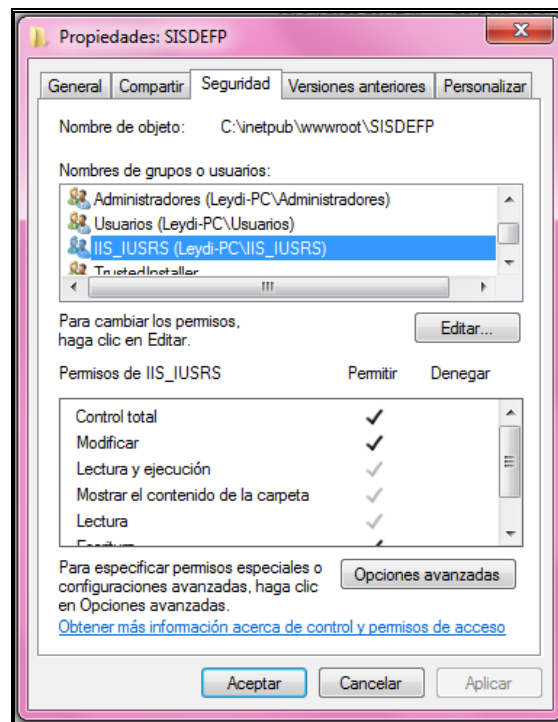 Propiedades: SISDEFP
General Compartir Seguridad Versiones anteriores Personalizar
Nombre de objeto: C:\inetpub\wwwroot\SISDEFP
Nombres de grupos o usuarios:
Administradores (Leydi-PC\Administradores)
Usuarios (Leydi-PC\Usuarios)
IIS_IUSRS (Leydi-PC\IIS_IUSRS)
TrustedInstaller
Para cambiar los permisos,
haga clic en Editar.
Editar...
Permisos de IIS_IUSRS Permitir Denegar
Control total
Modificar
Lectura y ejecución
Mostrar el contenido de la carpeta
Lectura
Escritura
Para especificar permisos especiales o
configuraciones avanzadas, haga clic
en Opciones avanzadas.
Opciones avanzadas
Obtener más información acerca de control y permisos de acceso
Aceptar Cancelar Aplicar